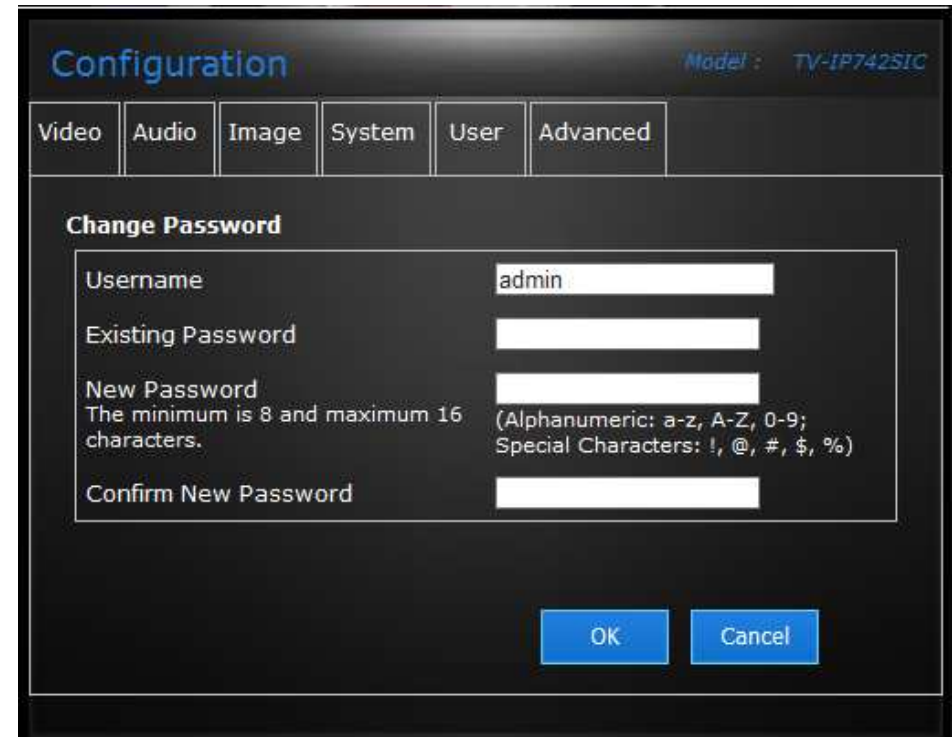 Configuration
Model : TV-IP742SIC
Video Audio Image System User Advanced
Change Password
Username admin
Existing Password
New Password
The minimum is 8 and maximum 16 (Alphanumeric: a-z, A-Z, 0-9;
characters. Special Characters: !, @, #, $, %)
Confirm New Password
OK Cancel